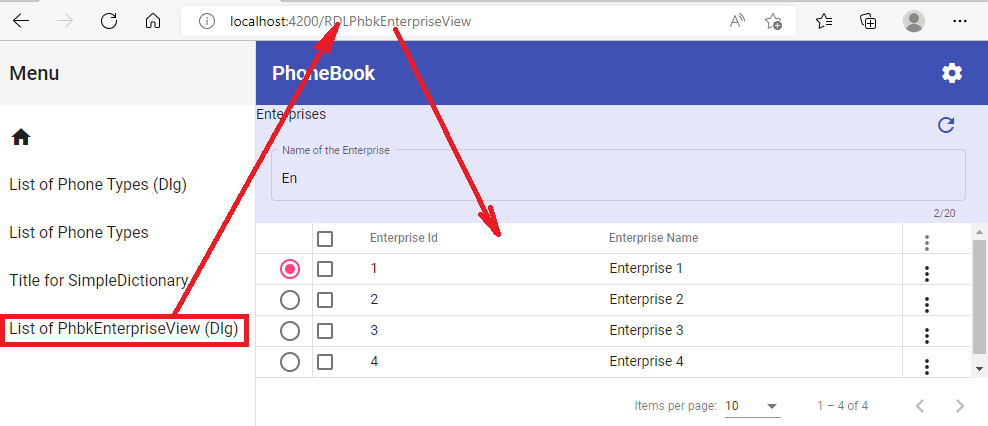 localhost:4200/RDLPhbkEnterpriseView
Menu
PhoneBook
Enterprises
Name of the Enterprise
En
2/20
List of Phone Types (Dlg)
List of Phone Types
Title for SimpleDictionary
List of PhbkEnterpriseView (Dlg)
Enterprise Id Enterprise Name
1 Enterprise 1
2 Enterprise 2
3 Enterprise 3
4 Enterprise 4
Items per page: 10 1 – 4 of 4